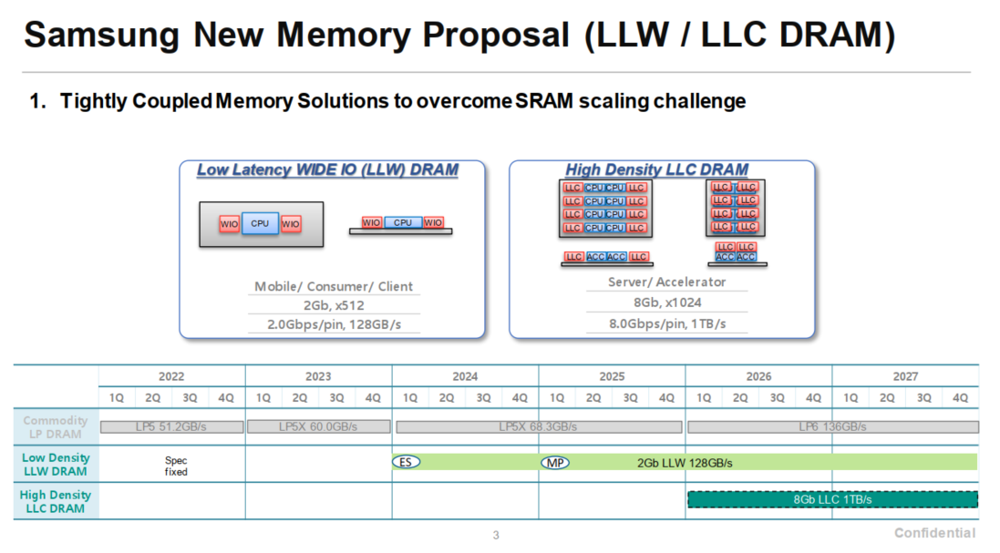 Samsung New Memory Proposal (LLW / LLC DRAM)
1. Tightly Coupled Memory Solutions to overcome SRAM scaling challenge
Low Latency WIDE IO (LLW) DRAM
WIO CPU WIO
WIO CPU WIO
Mobile/ Consumer/ Client
2Gb, x512
2.0Gbps/pin, 128GB/s
High Density LLC DRAM
LLC CPU CPU LLC
LLC CPU CPU LLC
LLC CPU CPU LLC
LLC CPU CPU LLC
LLC ACC ACC LLC
LLC LLC
LLC LLC
LLC LLC
LLC LLC
LLC LLC
ACC ACC
Server/ Accelerator
8Gb, x1024
8.0Gbps/pin, 1TB/s
2022 2023 2024 2025 2026 2027
1Q 2Q 3Q 4Q 1Q 2Q 3Q 4Q 1Q 2Q 3Q 4Q 1Q 2Q 3Q 4Q 1Q 2Q 3Q 4Q 1Q 2Q 3Q 4Q
Commodity
LP DRAM
LP5 51.2GB/s LP5X 60.0GB/s LP5X 68.3GB/s LP6 136GB/s
Low Density
LLW DRAM
Spec
fixed
ES MP 2Gb LLW 128GB/s
High Density
LLC DRAM
8Gb LLC 1TB/s
3
Confidential